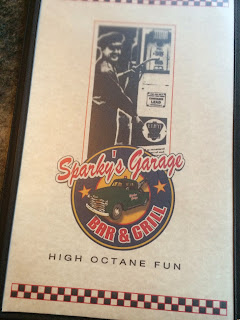 Sparky's Garage
BAR & GRILL
HIGH OCTANE FUN